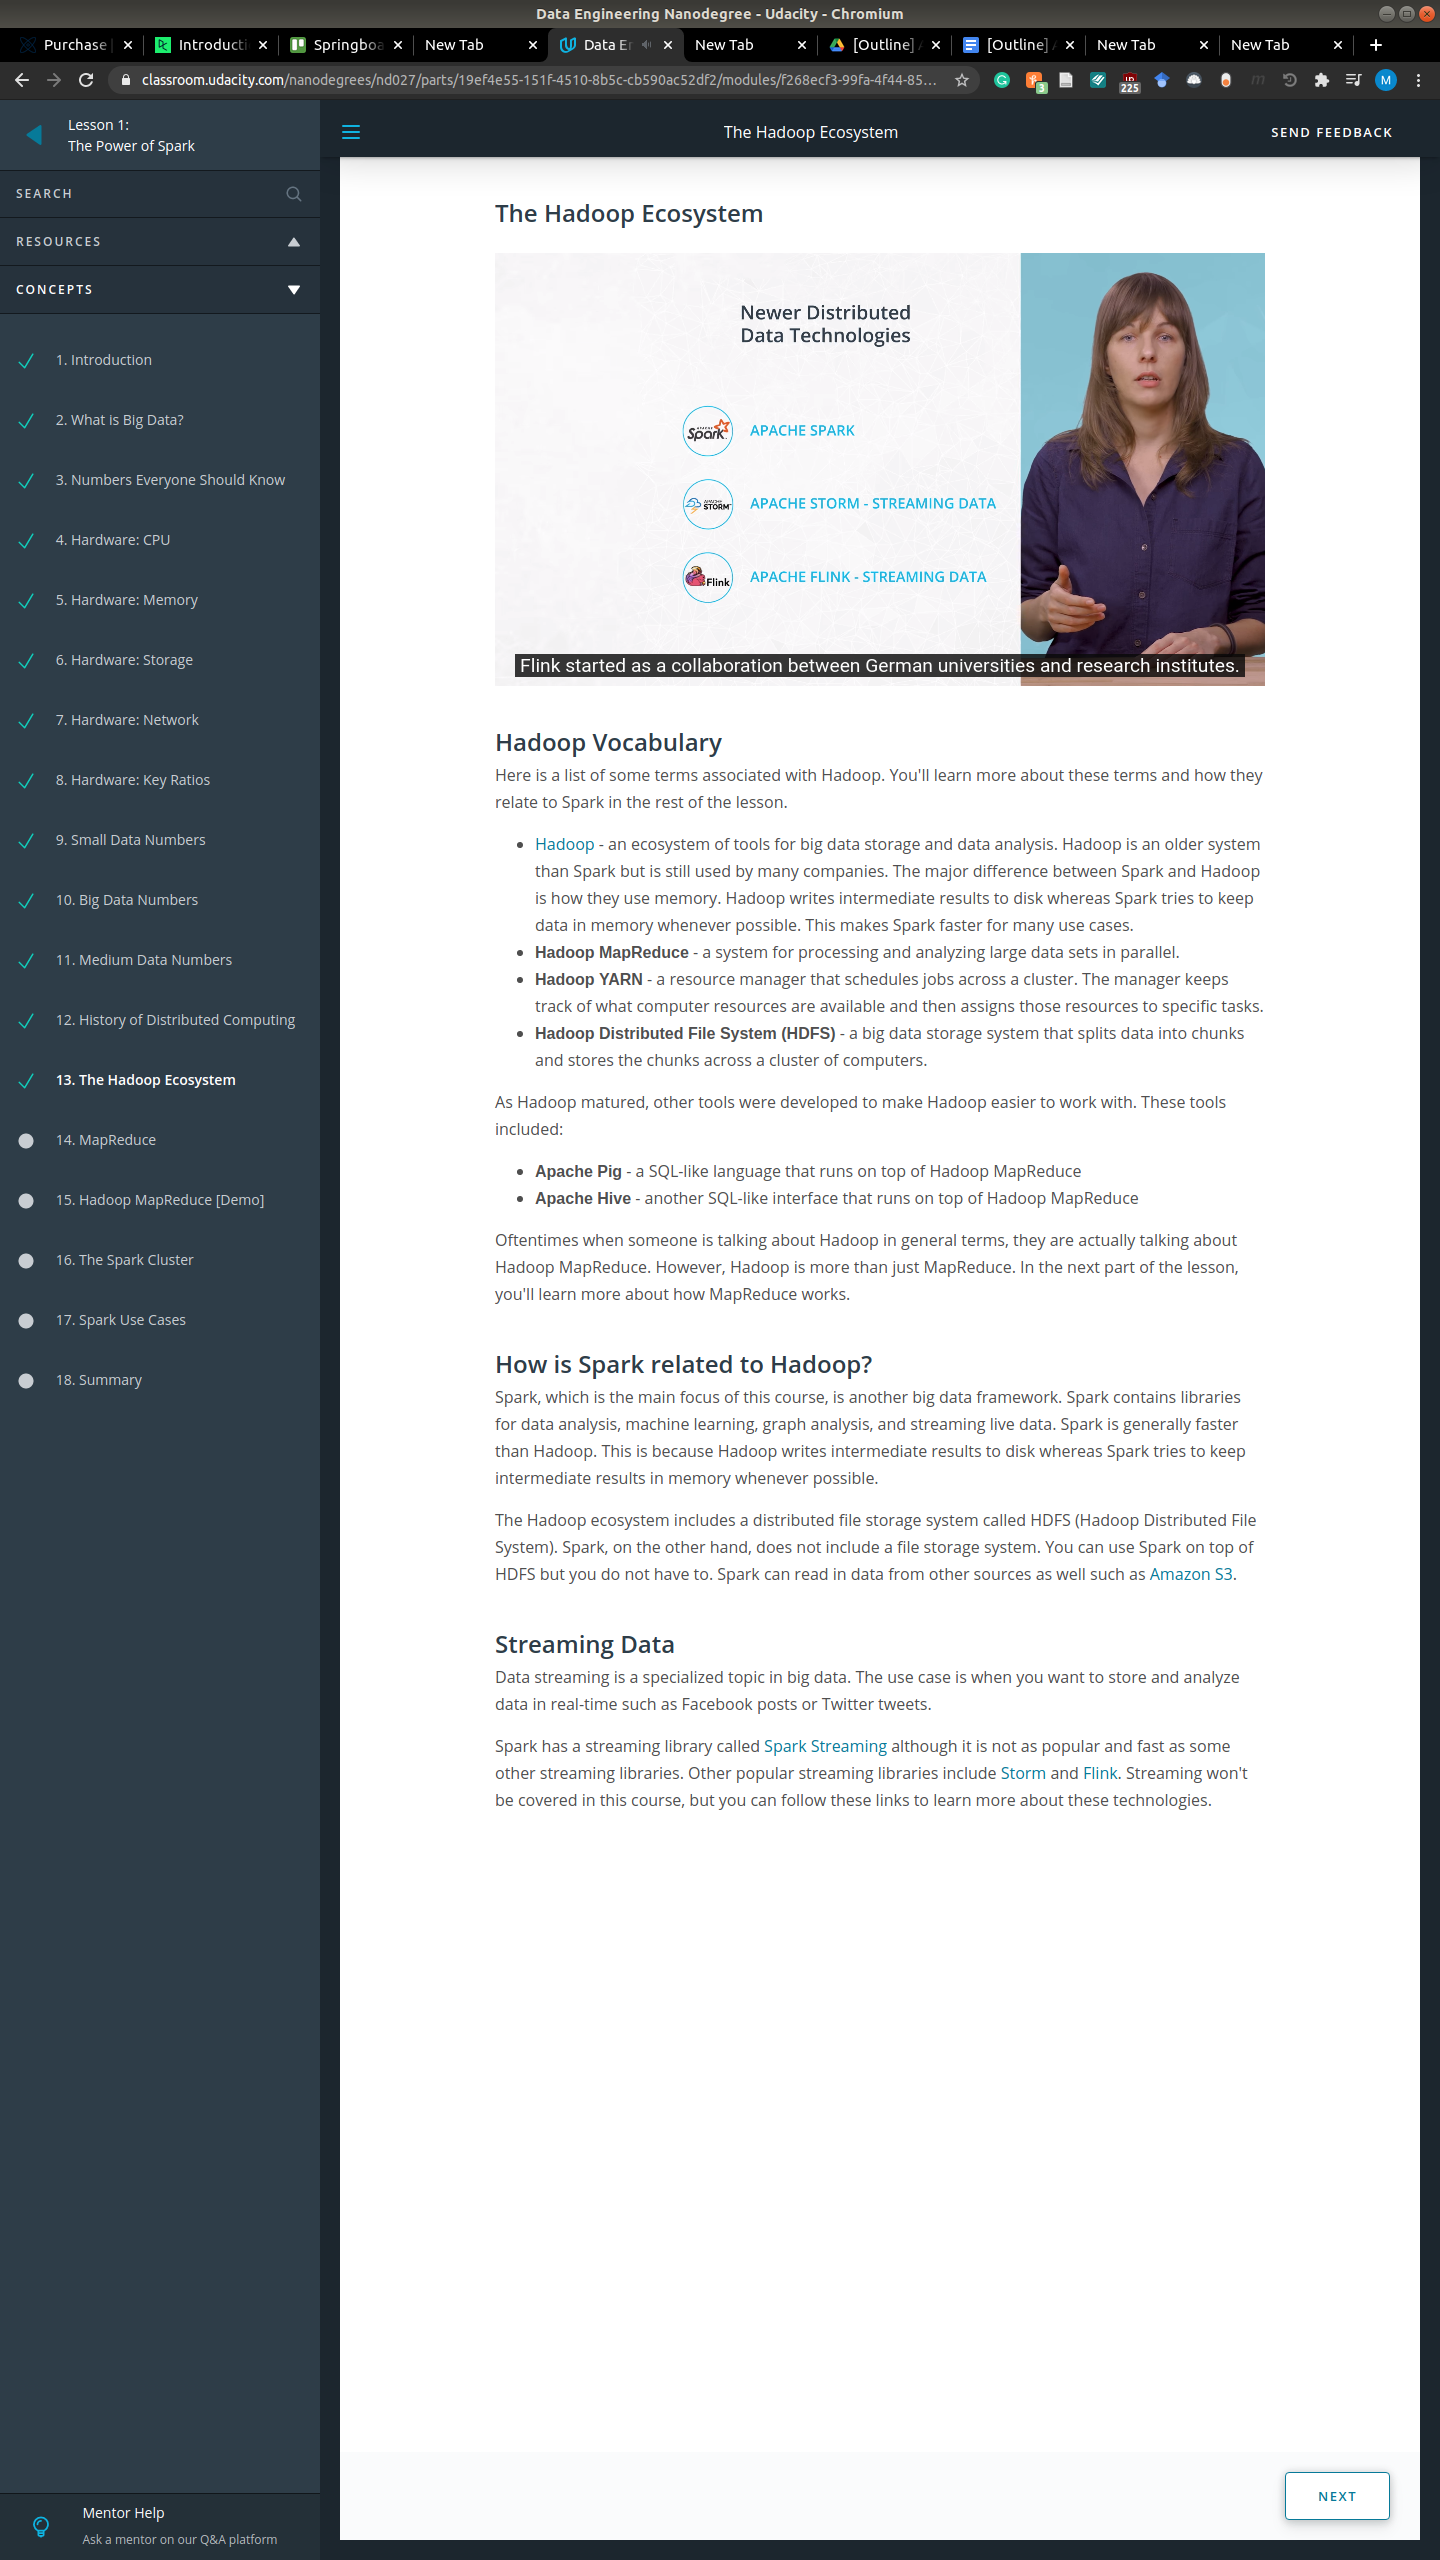 Data Engineering Nanodegree - Udacity - Chromium
Purchase
Introducti
Springboa
New Tab
Data Er
New Tab
[Outline]
[Outline]
New Tab
New Tab
classroom.udacity.com/nanodegrees/nd027/parts/19ef4e55-151f-4510-8b5c-cb590ac52df2/modules/f268ecf3-99fa-4f44-85...
3
225
M
Lesson 1:
The Power of Spark
SEARCH
RESOURCES
CONCEPTS
1. Introduction
2. What is Big Data?
3. Numbers Everyone Should Know
4. Hardware: CPU
5. Hardware: Memory
6. Hardware: Storage
7. Hardware: Network
8. Hardware: Key Ratios
9. Small Data Numbers
10. Big Data Numbers
11. Medium Data Numbers
12. History of Distributed Computing
13. The Hadoop Ecosystem
14. MapReduce
15. Hadoop MapReduce [Demo]
16. The Spark Cluster
17. Spark Use Cases
18. Summary
Mentor Help
Ask a mentor on our Q&A platform
The Hadoop Ecosystem
SEND FEEDBACK
The Hadoop Ecosystem
Newer Distributed
Data Technologies
APACHE Spark
APACHE SPARK
APACHE STORM
APACHE STORM - STREAMING DATA
Flink
APACHE FLINK - STREAMING DATA
Flink started as a collaboration between German universities and research institutes.
Hadoop Vocabulary
Here is a list of some terms associated with Hadoop. You'll learn more about these terms and how they
relate to Spark in the rest of the lesson.
Hadoop - an ecosystem of tools for big data storage and data analysis. Hadoop is an older system
than Spark but is still used by many companies. The major difference between Spark and Hadoop
is how they use memory. Hadoop writes intermediate results to disk whereas Spark tries to keep
data in memory whenever possible. This makes Spark faster for many use cases.
Hadoop MapReduce - a system for processing and analyzing large data sets in parallel.
Hadoop YARN - a resource manager that schedules jobs across a cluster. The manager keeps
track of what computer resources are available and then assigns those resources to specific tasks.
Hadoop Distributed File System (HDFS) - a big data storage system that splits data into chunks
and stores the chunks across a cluster of computers.
As Hadoop matured, other tools were developed to make Hadoop easier to work with. These tools
included:
Apache Pig - a SQL-like language that runs on top of Hadoop MapReduce
Apache Hive - another SQL-like interface that runs on top of Hadoop MapReduce
Oftentimes when someone is talking about Hadoop in general terms, they are actually talking about
Hadoop MapReduce. However, Hadoop is more than just MapReduce. In the next part of the lesson,
you'll learn more about how MapReduce works.
How is Spark related to Hadoop?
Spark, which is the main focus of this course, is another big data framework. Spark contains libraries
for data analysis, machine learning, graph analysis, and streaming live data. Spark is generally faster
than Hadoop. This is because Hadoop writes intermediate results to disk whereas Spark tries to keep
intermediate results in memory whenever possible.
The Hadoop ecosystem includes a distributed file storage system called HDFS (Hadoop Distributed File
System). Spark, on the other hand, does not include a file storage system. You can use Spark on top of
HDFS but you do not have to. Spark can read in data from other sources as well such as Amazon S3.
Streaming Data
Data streaming is a specialized topic in big data. The use case is when you want to store and analyze
data in real-time such as Facebook posts or Twitter tweets.
Spark has a streaming library called Spark Streaming although it is not as popular and fast as some
other streaming libraries. Other popular streaming libraries include Storm and Flink. Streaming won't
be covered in this course, but you can follow these links to learn more about these technologies.
NEXT